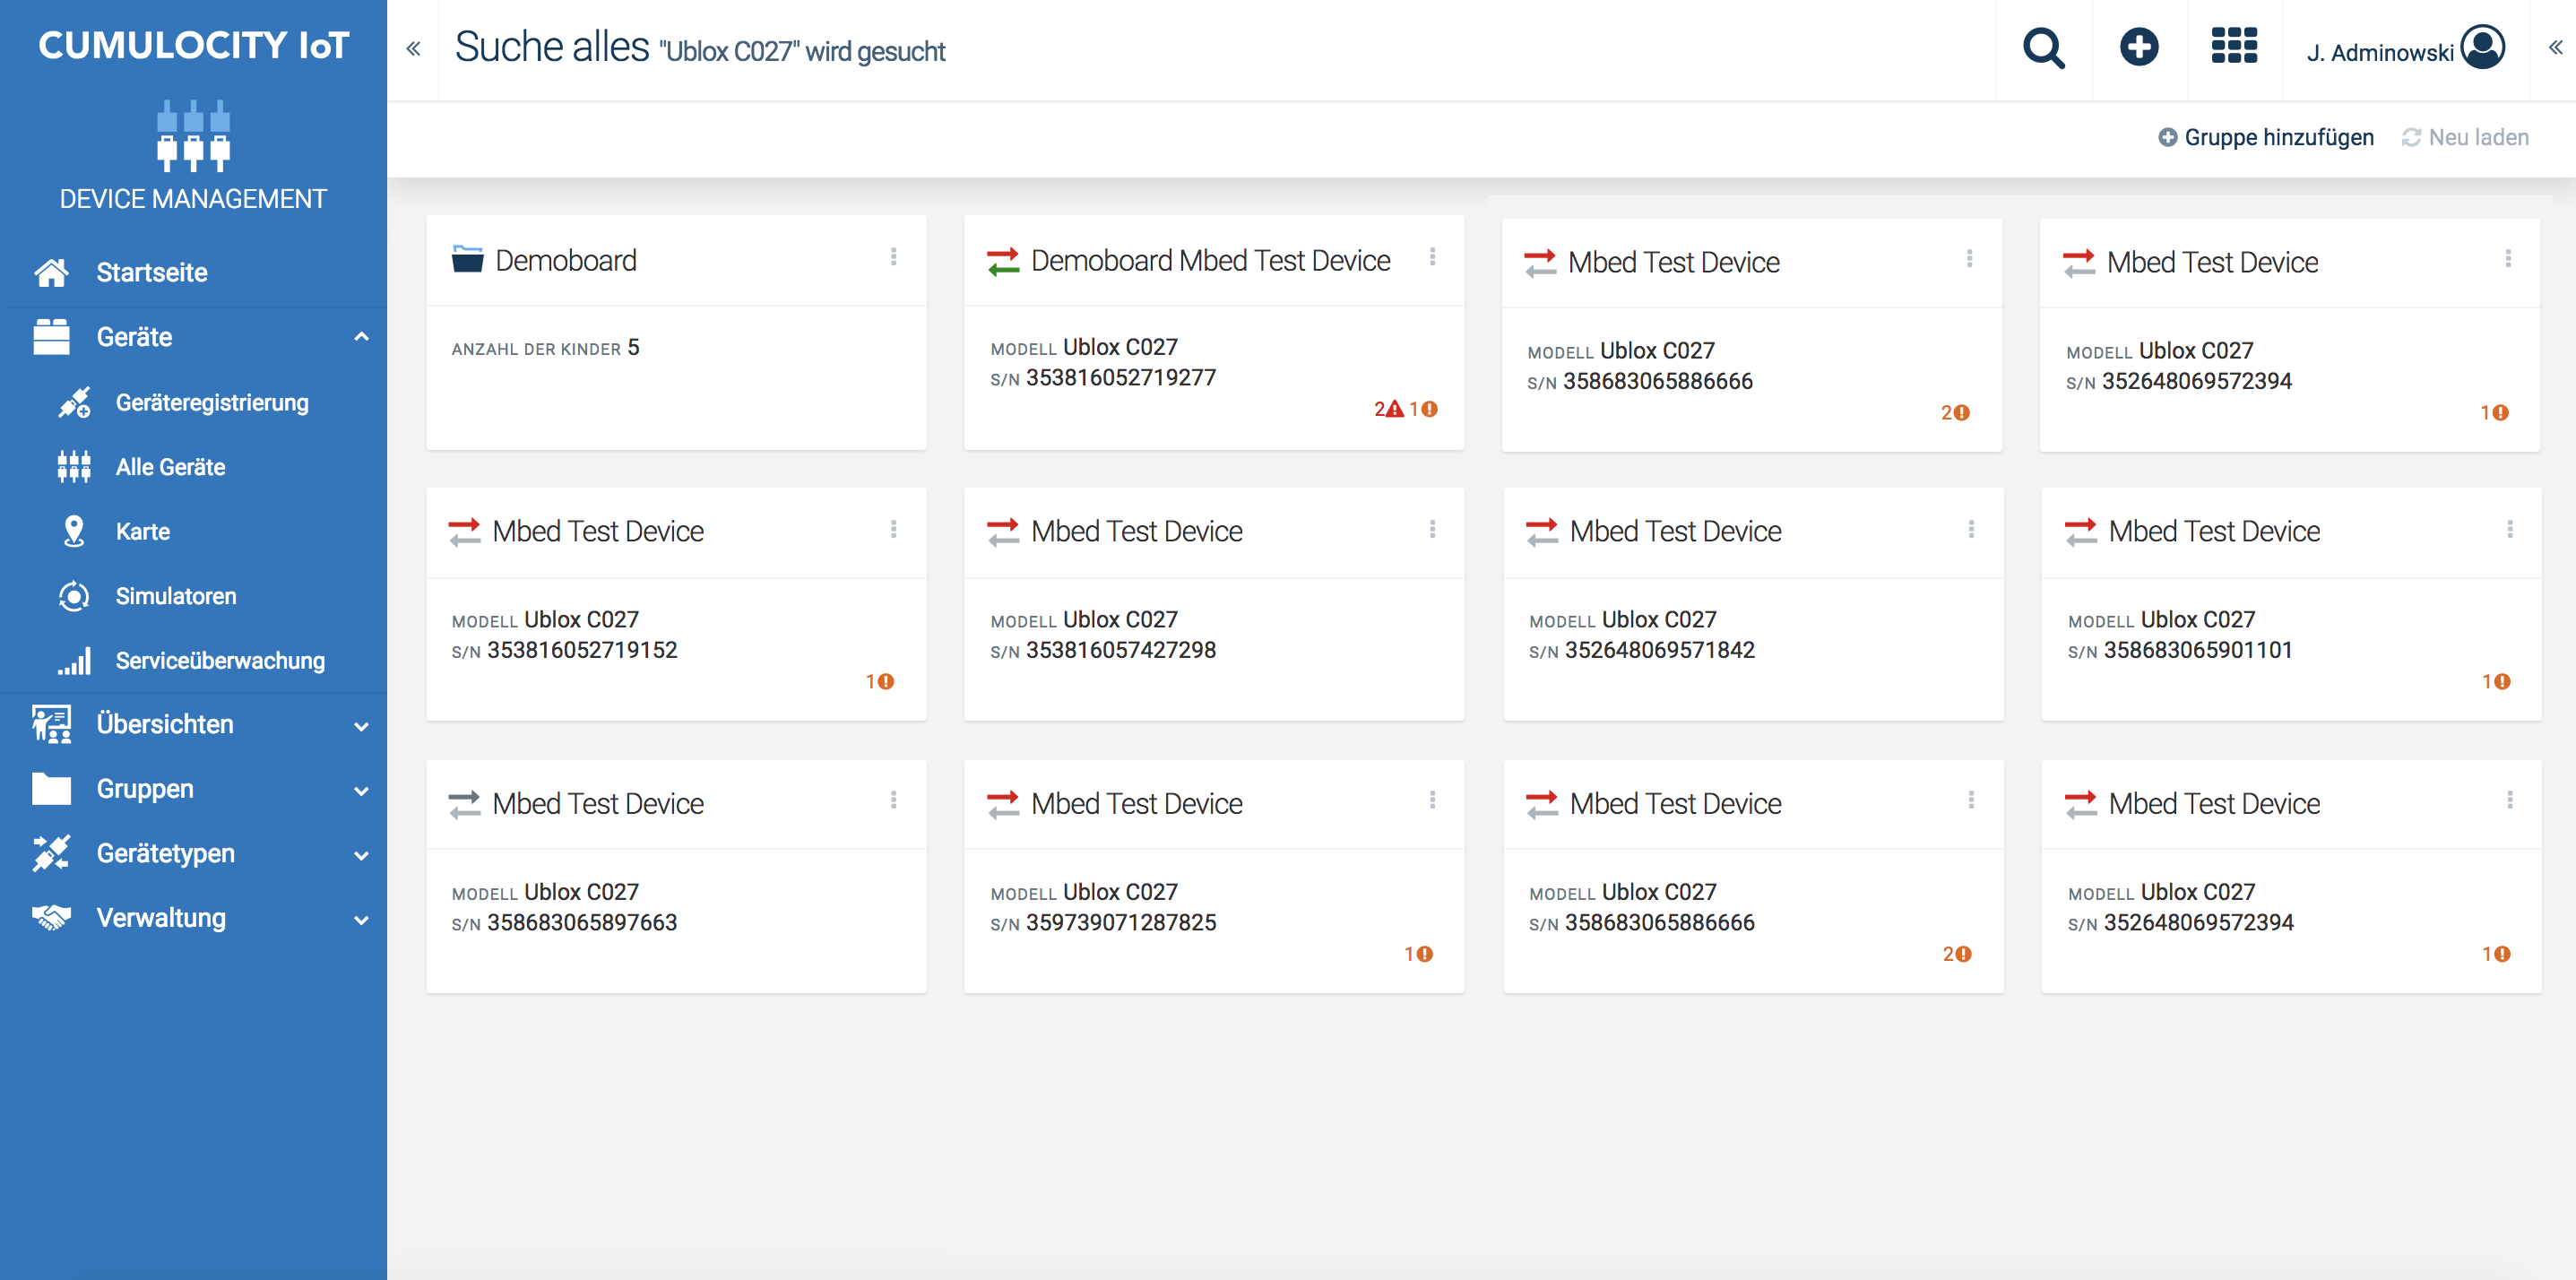 CUMULOCITY IoT
DEVICE MANAGEMENT
Startseite
Geräte
Geräteregistrierung
Alle Geräte
Karte
Simulatoren
Serviceüberwachung
Übersichten
Gruppen
Gerätetypen
Verwaltung
Suche alles "Ublox C027" wird gesucht
J. Adminowski
Gruppe hinzufügen Neu laden
Demoboard
ANZAHL DER KINDER 5
Demoboard Mbed Test Device
MODELL Ublox C027
S/N 353816052719277
2 1
Mbed Test Device
MODELL Ublox C027
S/N 358683065886666
2
Mbed Test Device
MODELL Ublox C027
S/N 352648069572394
1
Mbed Test Device
MODELL Ublox C027
S/N 353816052719152
1
Mbed Test Device
MODELL Ublox C027
S/N 353816057427298
Mbed Test Device
MODELL Ublox C027
S/N 352648069571842
Mbed Test Device
MODELL Ublox C027
S/N 358683065901101
1
Mbed Test Device
MODELL Ublox C027
S/N 358683065897663
Mbed Test Device
MODELL Ublox C027
S/N 359739071287825
1
Mbed Test Device
MODELL Ublox C027
S/N 358683065886666
2
Mbed Test Device
MODELL Ublox C027
S/N 352648069572394
1